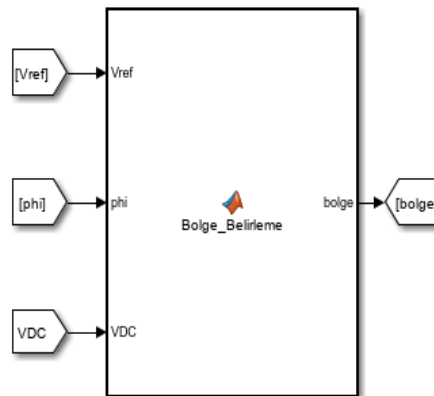 [Vref]
Vref
[phi]
phi
bolge
[bolge
Bolge_Belirleme
VDC
VDC